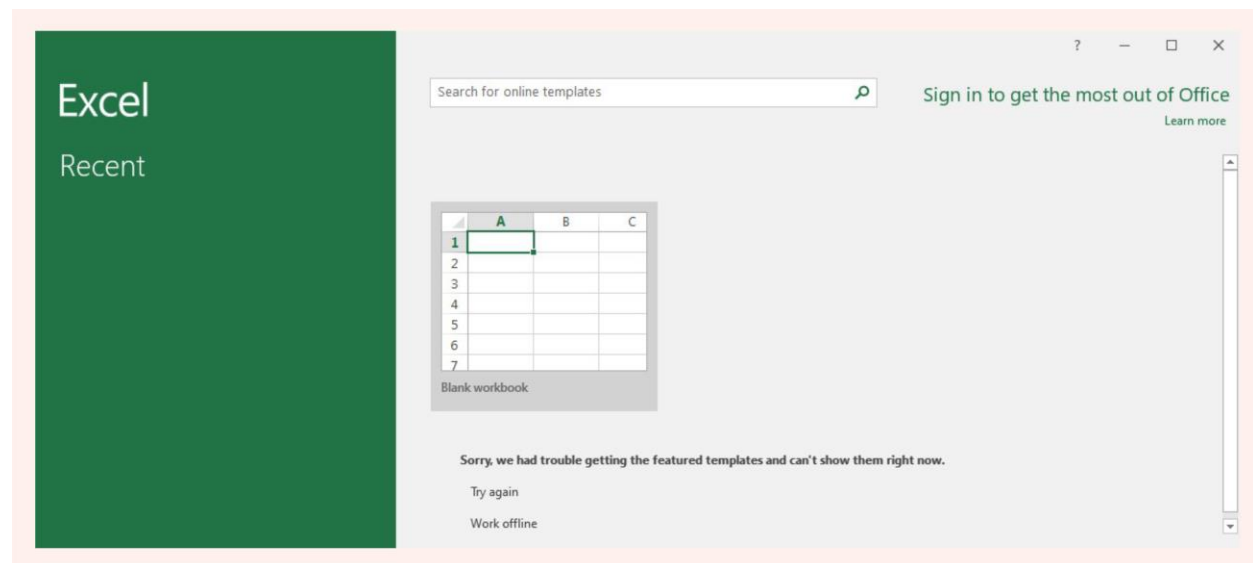 Excel
Recent
?
Search for online templates
Sign in to get the most out of Office
Learn more
A B C
1
2
3
4
5
6
7
Blank workbook
Sorry, we had trouble getting the featured templates and can't show them right now.
Try again
Work offline